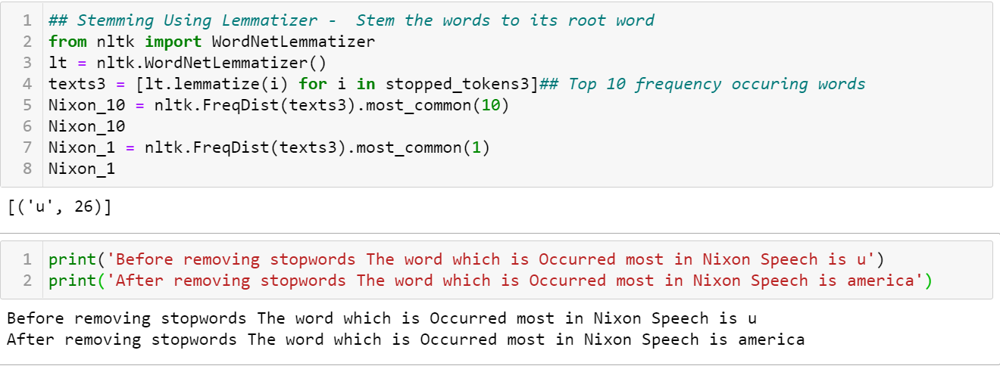 1 ## Stemming Using Lemmatizer -  Stem the words to its root word
2 from nltk import WordNetLemmatizer
3 lt = nltk.WordNetLemmatizer()
4 texts3 = [lt.lemmatize(i) for i in stopped_tokens3]## Top 10 frequency occuring words
5 Nixon_10 = nltk.FreqDist(texts3).most_common(10)
6 Nixon_10
7 Nixon_1 = nltk.FreqDist(texts3).most_common(1)
8 Nixon_1
[('u', 26)]
1 print('Before removing stopwords The word which is Occurred most in Nixon Speech is u')
2 print('After removing stopwords The word which is Occurred most in Nixon Speech is america')
Before removing stopwords The word which is Occurred most in Nixon Speech is u
After removing stopwords The word which is Occurred most in Nixon Speech is america